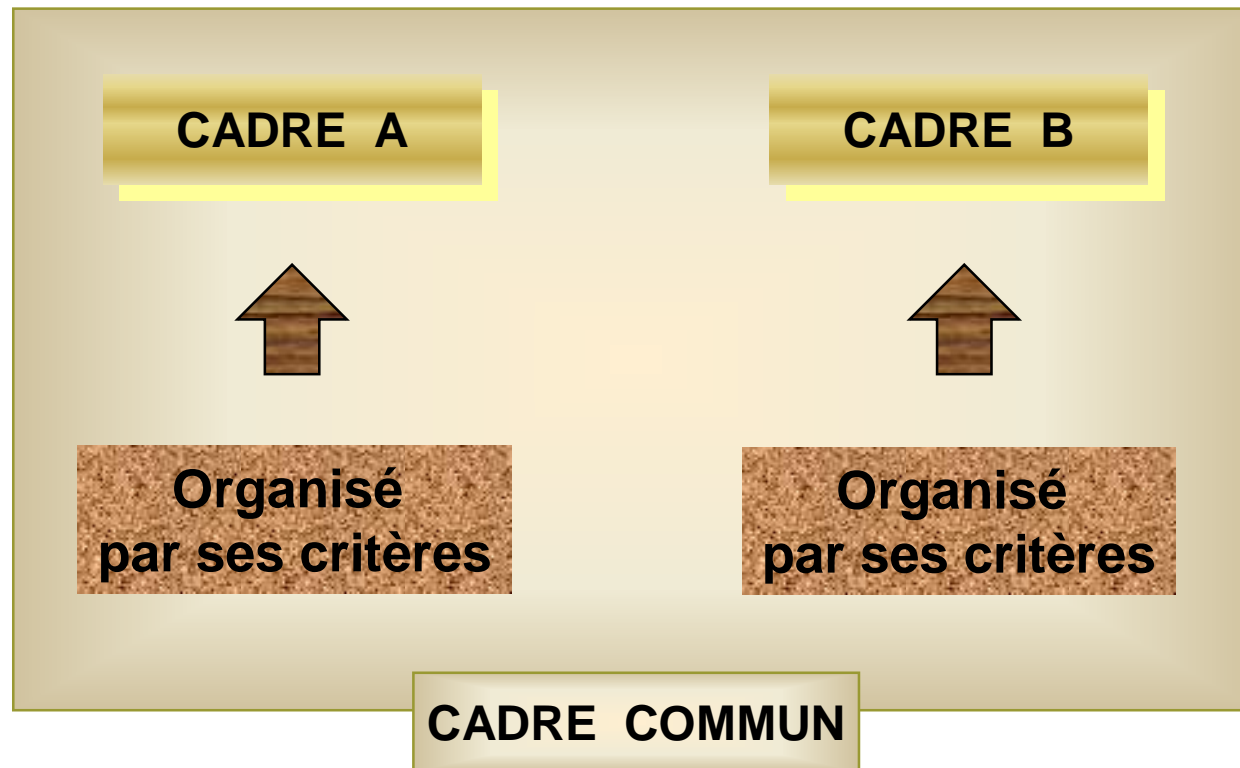 CADRE A
CADRE B
Organisé
par ses critères
Organisé
par ses critères
CADRE COMMUN